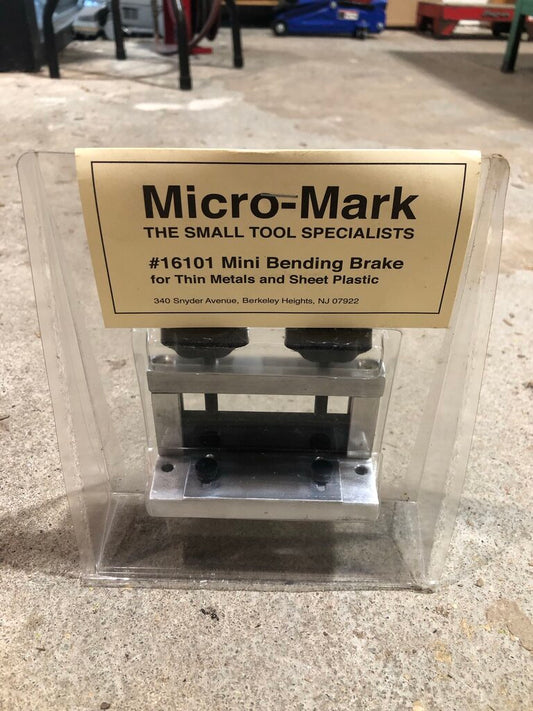 Micro-Mark
THE SMALL TOOL SPECIALISTS
#16101 Mini Bending Brake
for Thin Metals and Sheet Plastic
340 Snyder Avenue, Berkeley Heights, NJ 07922